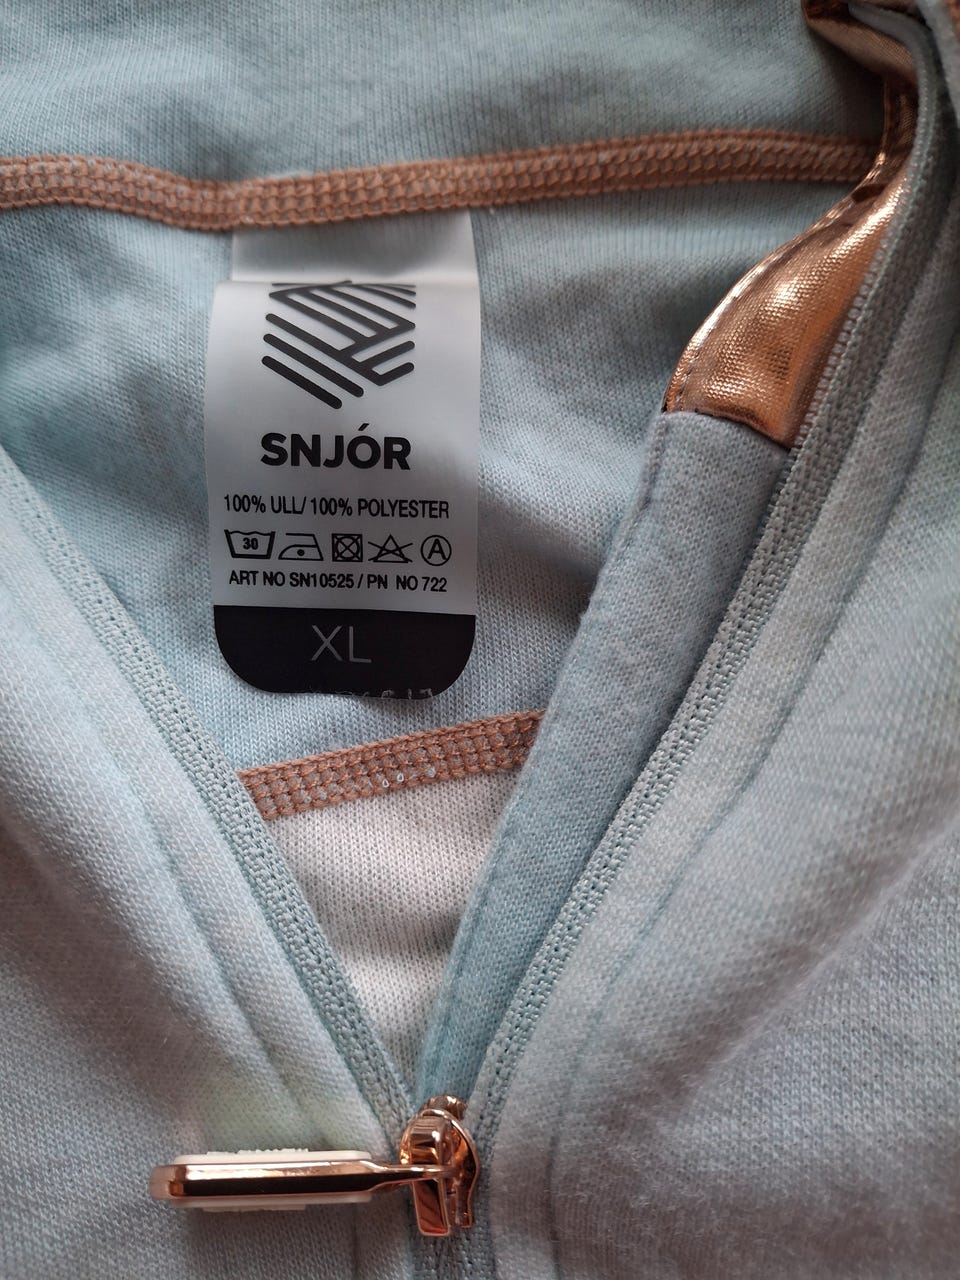 SNJÓR
100% ULL/100% POLYESTER
30 A
ART NO SN10525 / PN NO 722
XL